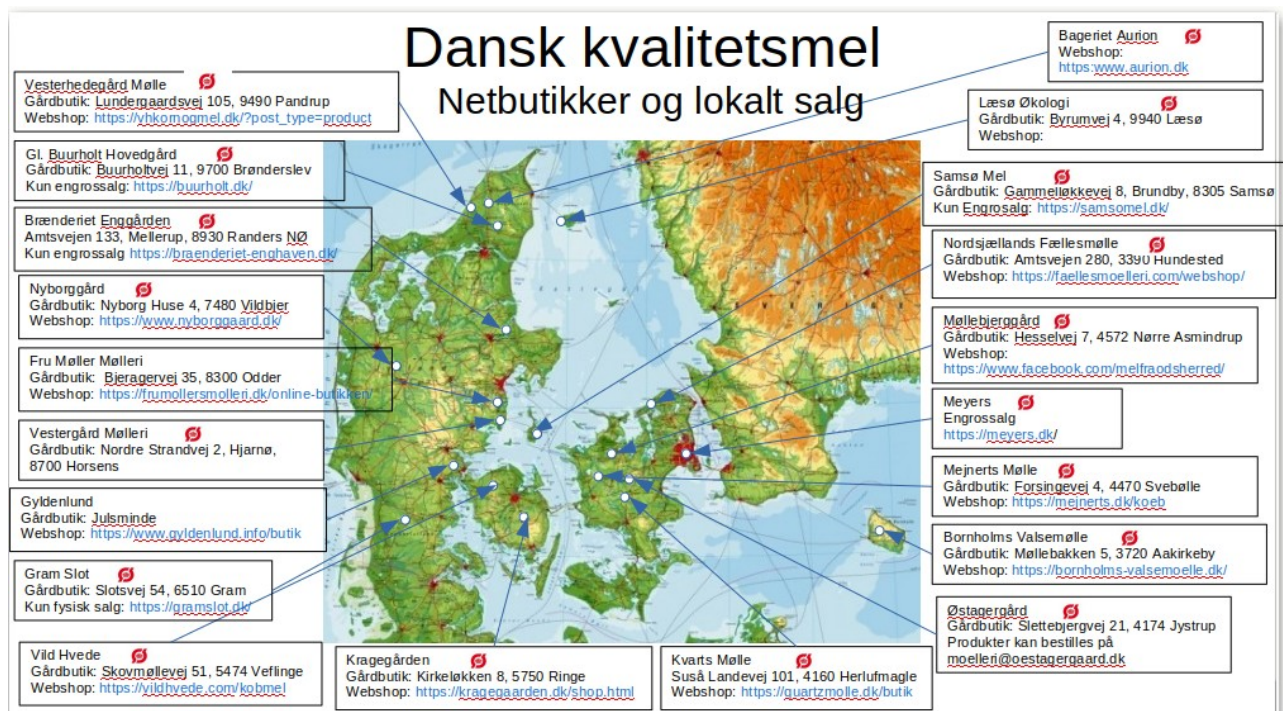 Dansk kvalitetsmel
Netbutikker og lokalt salg
Vesterhedegård Mølle
Gårdbutik: Lundergaardsvej 105, 9490 Pandrup
Webshop: https://vhkornogmel.dk/?post_type=product
Gl. Buurholt Hovedgård
Gårdbutik: Buurholtvej 11, 9700 Brønderslev
Kun engrossalg: https://buurholt.dk/
Brænderiet Enggården
Amtsvejen 133, Mellerup, 8930 Randers NØ
Kun engrossalg https://braenderiet-enghaven.dk/
Nyborggård
Gårdbutik: Nyborg Huse 4, 7480 Vildbjer
Webshop: https://www.nyborggaard.dk/
Fru Møller Mølleri
Gårdbutik: Bjeragervej 35, 8300 Odder
Webshop: https://frumollersmolleri.dk/online-butikken/
Vestergård Mølleri
Gårdbutik: Nordre Strandvej 2, Hjarnø,
8700 Horsens
Gyldenlund
Gårdbutik: Julsminde
Webshop: https://www.gyldenlund.info/butik
Gram Slot
Gårdbutik: Slotsvej 54, 6510 Gram
Kun fysisk salg: https://gramslot.dk/
Vild Hvede
Gårdbutik: Skovmøllevej 51, 5474 Veflinge
Webshop: https://vildhvede.com/kobmel
Kragegården
Gårdbutik: Kirkeløkken 8, 5750 Ringe
Webshop: https://kragegaarden.dk/shop.html
Kvarts Mølle
Suså Landevej 101, 4160 Herlufmagle
Webshop: https://quartzmolle.dk/butik
Bageriet Aurion
Webshop:
https:www.aurion.dk
Læsø Økologi
Gårdbutik: Byrumvej 4, 9940 Læsø
Webshop:
Samsø Mel
Gårdbutik: Gammelløkkevej 8, Brundby, 8305 Samsø
Kun Engrosalg: https://samsomel.dk/
Nordsjællands Fællesmølle
Gårdbutik: Amtsvejen 280, 3390 Hundested
Webshop: https://faellesmoelleri.com/webshop/
Møllebjerggård
Gårdbutik: Hesselvej 7, 4572 Nørre Asmindrup
Webshop:
https://www.facebook.com/melfraodsherred/
Meyers
Engrossalg
https://meyers.dk/
Mejnerts Mølle
Gårdbutik: Forsingevej 4, 4470 Svebølle
Webshop: https://mejnerts.dk/koeb
Bornholms Valsemølle
Gårdbutik: Møllebakken 5, 3720 Aakirkeby
Webshop: https://bornholms-valsemoelle.dk/
Østagergård
Gårdbutik: Slettebjergvej 21, 4174 Jystrup
Produkter kan bestilles på
moelleri@oestagergaard.dk